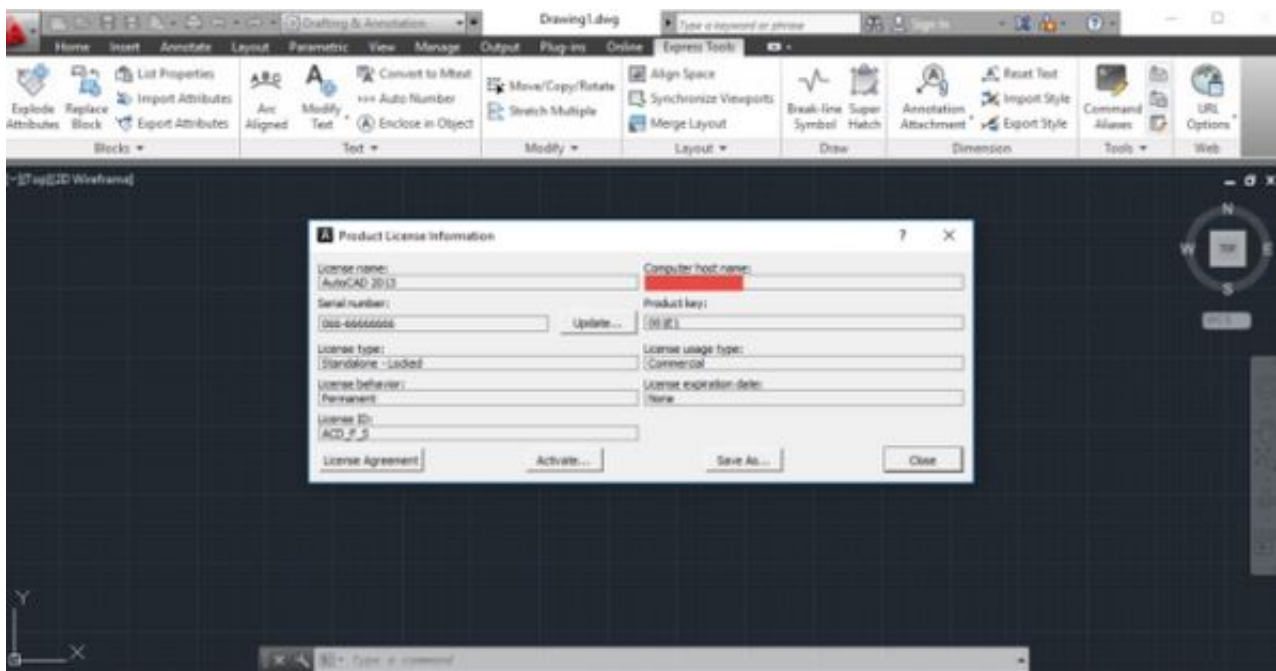 Drafting & Annotation
Drawing1.dwg
Type a keyword or phrase
Sign In
Home Insert Annotate Layout Parametric View Manage Output Plug-ins Online Express Tools
Explode Attributes
Replace Block
List Properties
Import Attributes
Export Attributes
Blocks
Arc Aligned
Modify Text
Convert to Mtext
Auto Number
Enclose in Object
Text
Move/Copy/Rotate
Stretch Multiple
Modify
Align Space
Synchronize Viewports
Merge Layout
Layout
Break-line Symbol
Super Hatch
Draw
Annotation Attachment
Reset Text
Import Style
Export Style
Dimension
Command Aliases
Tools
URL Options
Web
[-][Top][2D Wireframe]
N
W TOP E
S
WCS
Product License Information
License name:
AutoCAD 2013
Computer host name:
Serial number:
066-66666666
Update...
Product key:
001E1
License type:
Standalone - Locked
License usage type:
Commercial
License behavior:
Permanent
License expiration date:
None
License ID:
ACD_F_S
License Agreement
Activate...
Save As...
Close
Y
X
Type a command